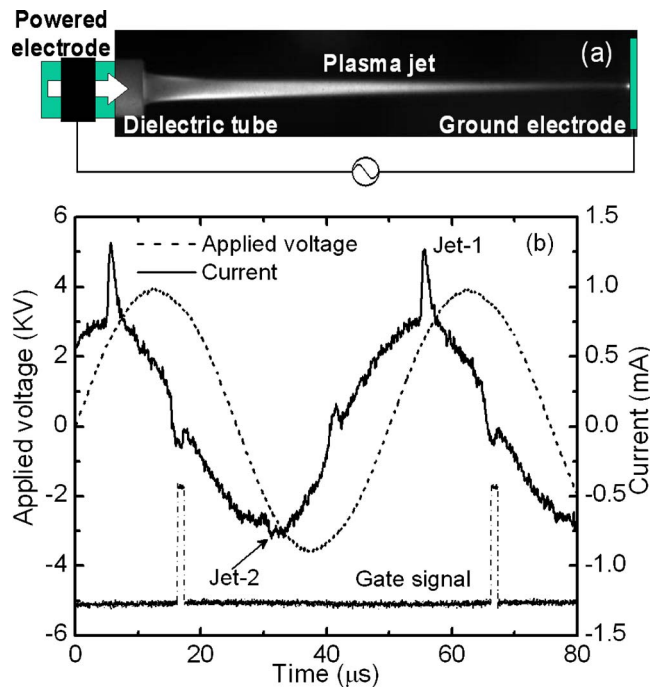 Powered
electrode
(a)
Plasma jet
Dielectric tube
Ground electrode
6
4
2
0
-2
-4
-6
Applied voltage (KV)
Applied voltage
Current
Jet-1
(b)
Jet-2
Gate signal
1.5
1.0
0.5
0.0
-0.5
-1.0
-1.5
Current (mA)
0 20 40 60 80
Time (μs)